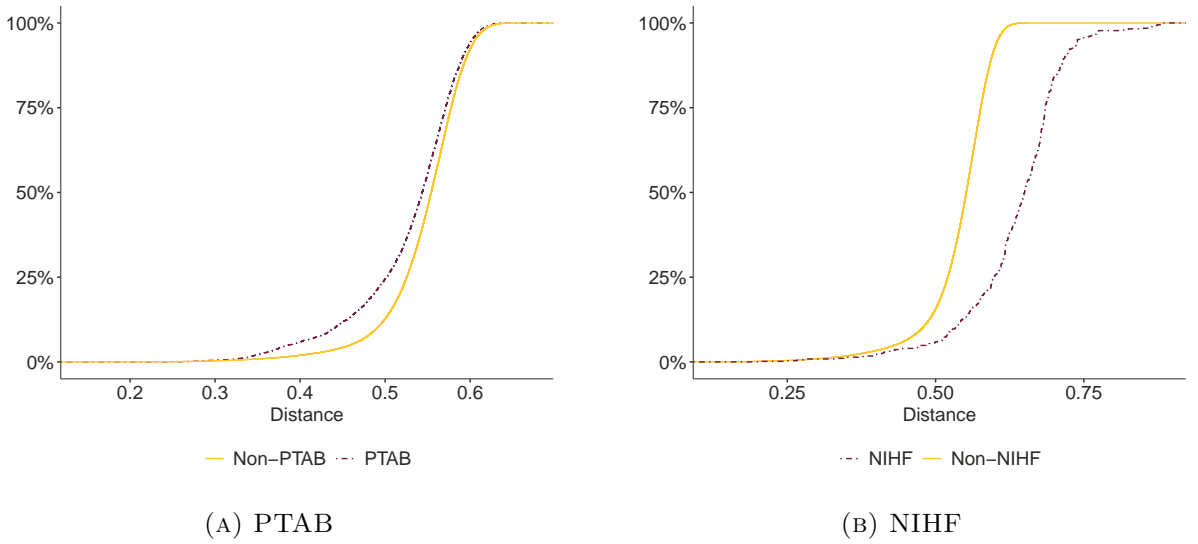 100%
75%
50%
25%
0%
0.2 0.3 0.4 0.5 0.6
Distance
Non−PTAB PTAB
(A) PTAB
100%
75%
50%
25%
0%
0.25 0.50 0.75
Distance
NIHF Non−NIHF
(B) NIHF